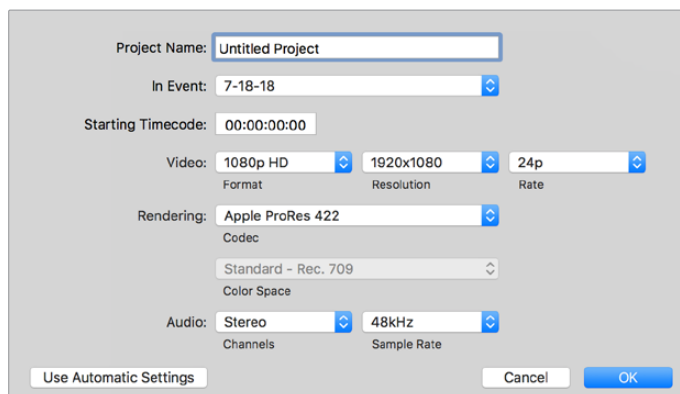 Project Name: Untitled Project
In Event: 7-18-18
Starting Timecode: 00:00:00:00
Video: 1080p HD 1920x1080 24p
Format Resolution Rate
Rendering: Apple ProRes 422
Codec
Standard - Rec. 709
Color Space
Audio: Stereo 48kHz
Channels Sample Rate
Use Automatic Settings Cancel OK